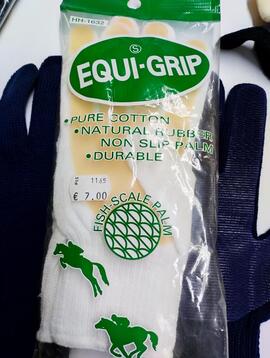 HH-1632
S
EQUI-GRIP
• PURE COTTON
• NATURAL RUBBER
NON SLIP PALM
• DURABLE
1165
€ 7.00
FISH SCALE PALM